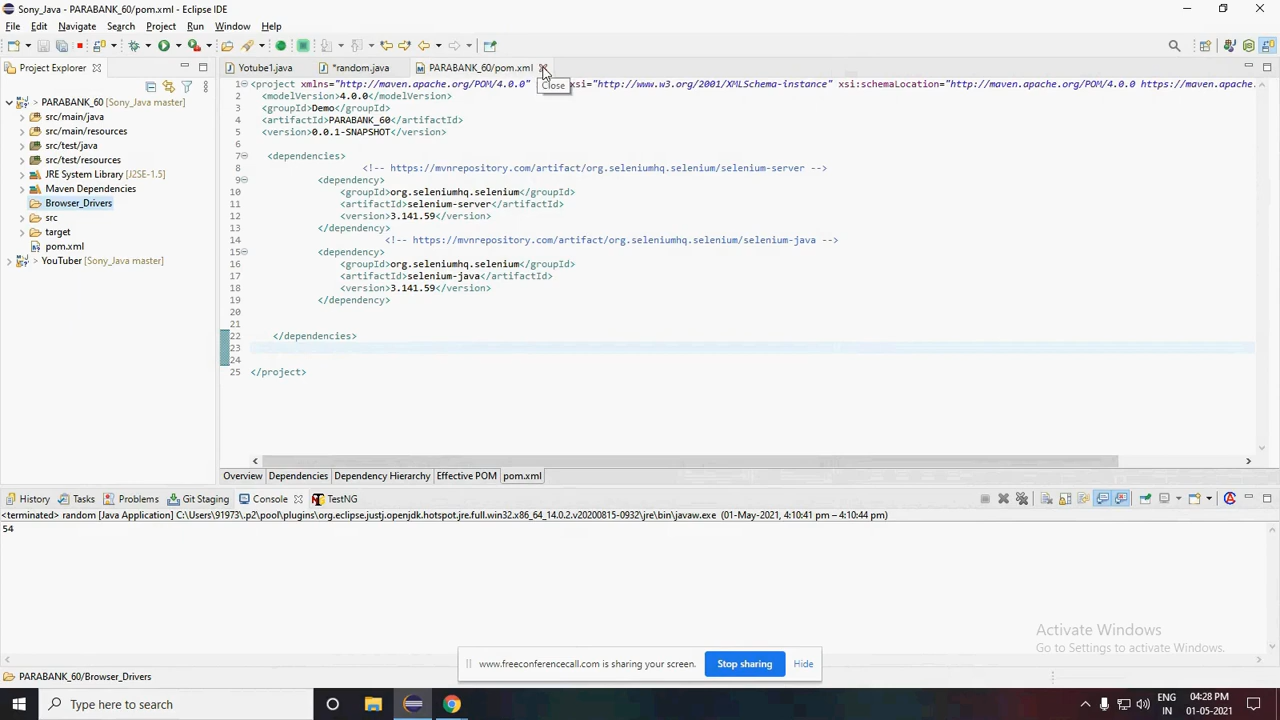 Sony_Java - PARABANK_60/pom.xml - Eclipse IDE
File Edit Navigate Search Project Run Window Help
Project Explorer
Yotube1.java *random.java PARABANK_60/pom.xml
Close
PARABANK_60 [Sony_Java master]
src/main/java
src/main/resources
src/test/java
src/test/resources
JRE System Library [J2SE-1.5]
Maven Dependencies
Browser_Drivers
src
target
pom.xml
YouTuber [Sony_Java master]
1 <project xmlns="http://maven.apache.org/POM/4.0.0" xsi="http://www.w3.org/2001/XMLSchema-instance" xsi:schemaLocation="http://maven.apache.org/POM/4.0.0 https://maven.apache.
2 <modelVersion>4.0.0</modelVersion>
3 <groupId>Demo</groupId>
4 <artifactId>PARABANK_60</artifactId>
5 <version>0.0.1-SNAPSHOT</version>
6
7 <dependencies>
8 <!-- https://mvnrepository.com/artifact/org.seleniumhq.selenium/selenium-server -->
9 <dependency>
10 <groupId>org.seleniumhq.selenium</groupId>
11 <artifactId>selenium-server</artifactId>
12 <version>3.141.59</version>
13 </dependency>
14 <!-- https://mvnrepository.com/artifact/org.seleniumhq.selenium/selenium-java -->
15 <dependency>
16 <groupId>org.seleniumhq.selenium</groupId>
17 <artifactId>selenium-java</artifactId>
18 <version>3.141.59</version>
19 </dependency>
20
21
22 </dependencies>
23
24
25 </project>
Overview Dependencies Dependency Hierarchy Effective POM pom.xml
History Tasks Problems Git Staging Console TestNG
<terminated> random [Java Application] C:\Users\91973\.p2\pool\plugins\org.eclipse.justj.openjdk.hotspot.jre.full.win32.x86_64_14.0.2.v20200815-0932\jre\bin\javaw.exe (01-May-2021, 4:10:41 pm – 4:10:44 pm)
54
Activate Windows
Go to Settings to activate Windows.
www.freeconferencecall.com is sharing your screen. Stop sharing Hide
PARABANK_60/Browser_Drivers
Type here to search
ENG
IN
04:28 PM
01-05-2021